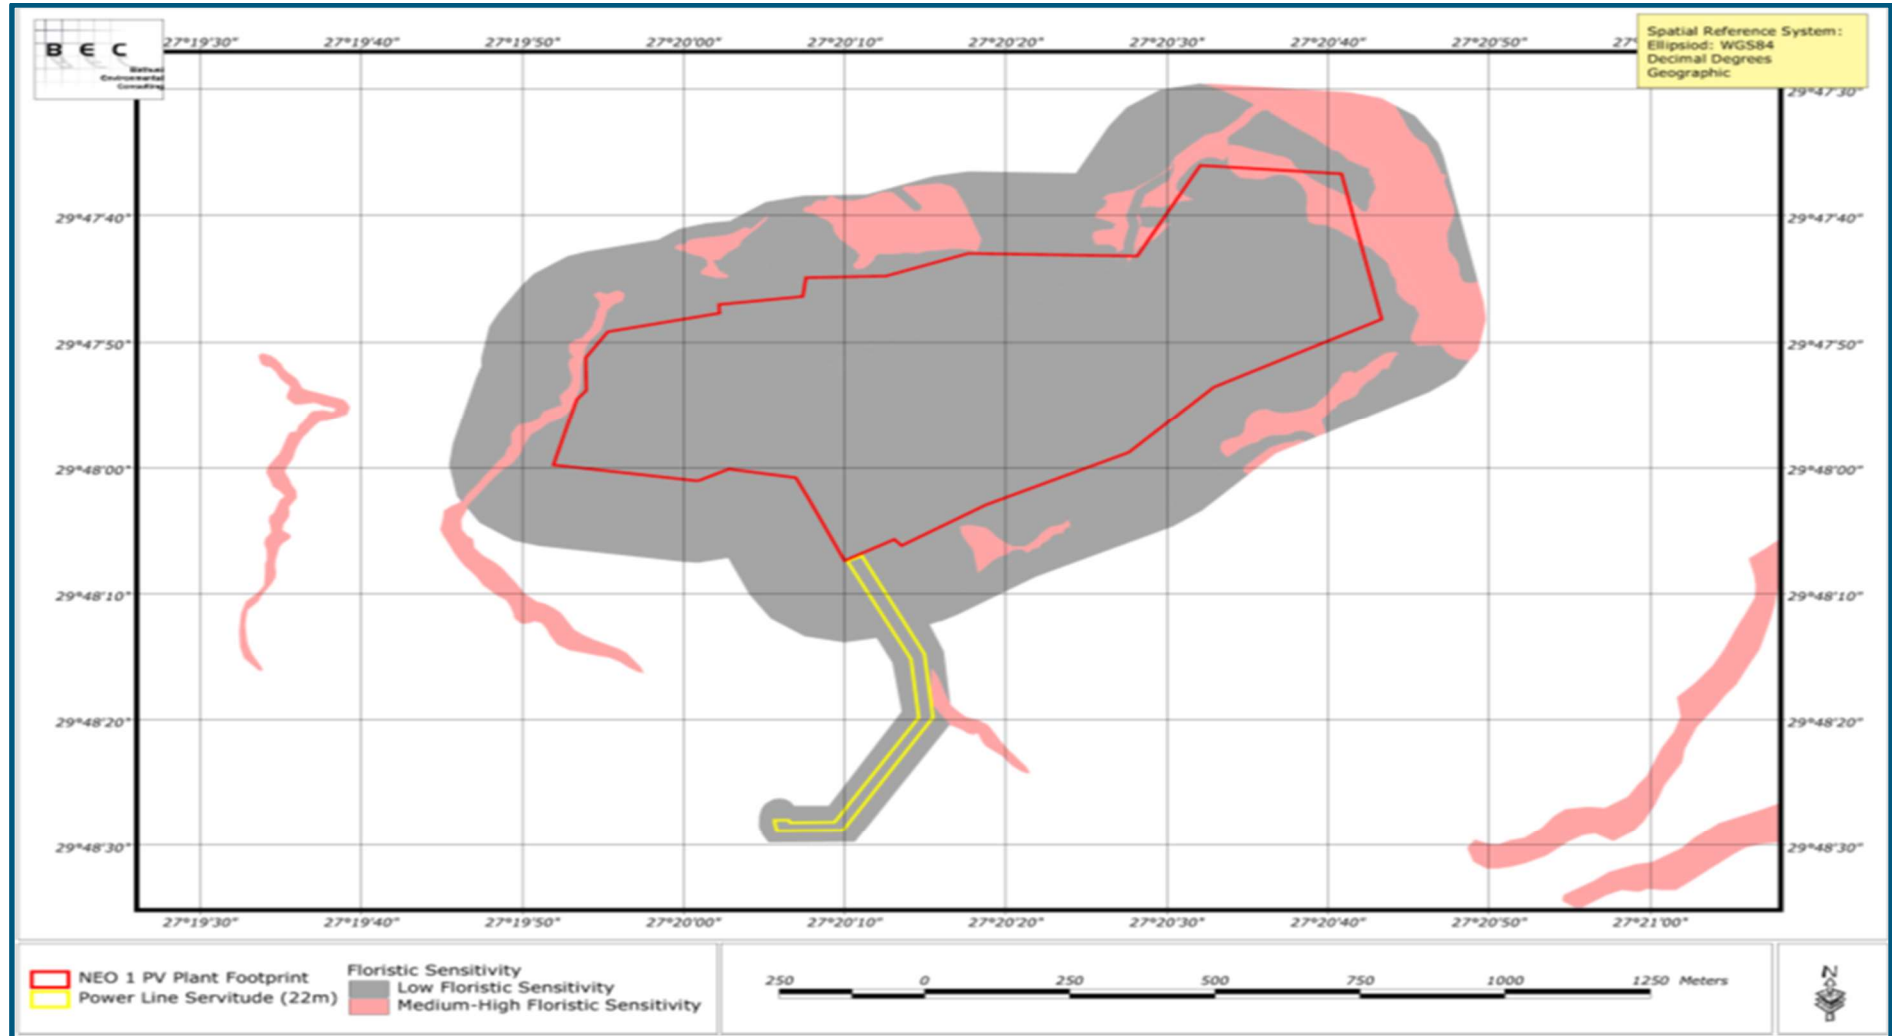 B E C
Bathusi
Environmental
Consulting
27°19'30" 27°19'40" 27°19'50" 27°20'00" 27°20'10" 27°20'20" 27°20'30" 27°20'40" 27°20'50"
Spatial Reference System:
Ellipsiod: WGS84
Decimal Degrees
Geographic
29°47'30"
29°47'40" 29°47'40"
29°47'50" 29°47'50"
29°48'00" 29°48'00"
29°48'10" 29°48'10"
29°48'20" 29°48'20"
29°48'30" 29°48'30"
27°19'30" 27°19'40" 27°19'50" 27°20'00" 27°20'10" 27°20'20" 27°20'30" 27°20'40" 27°20'50" 27°21'00"
NEO 1 PV Plant Footprint
Power Line Servitude (22m)
Floristic Sensitivity
Low Floristic Sensitivity
Medium-High Floristic Sensitivity
250 0 250 500 750 1000 1250 Meters
N